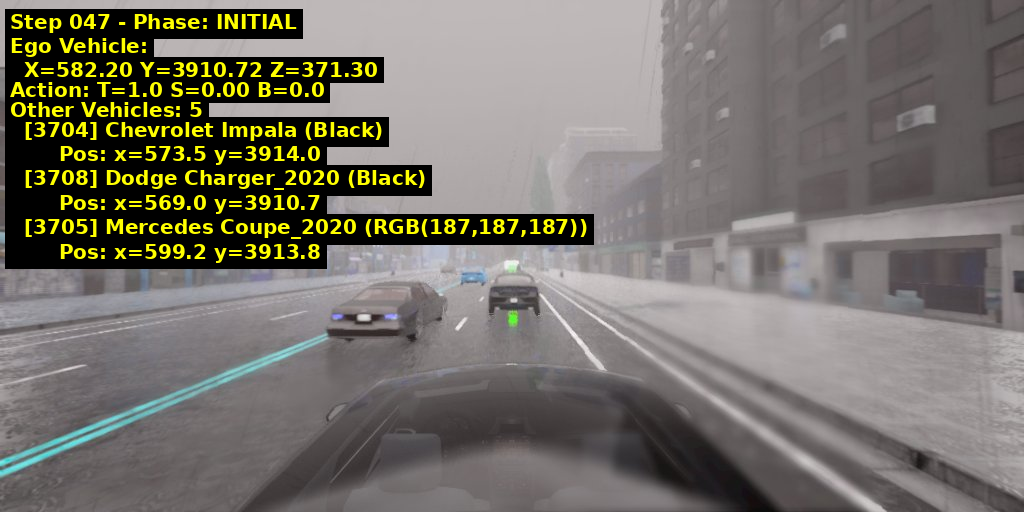 Step 047 - Phase: INITIAL
Ego Vehicle:
X=582.20 Y=3910.72 Z=371.30
Action: T=1.0 S=0.00 B=0.0
Other Vehicles: 5
[3704] Chevrolet Impala (Black)
Pos: x=573.5 y=3914.0
[3708] Dodge Charger_2020 (Black)
Pos: x=569.0 y=3910.7
[3705] Mercedes Coupe_2020 (RGB(187,187,187))
Pos: x=599.2 y=3913.8